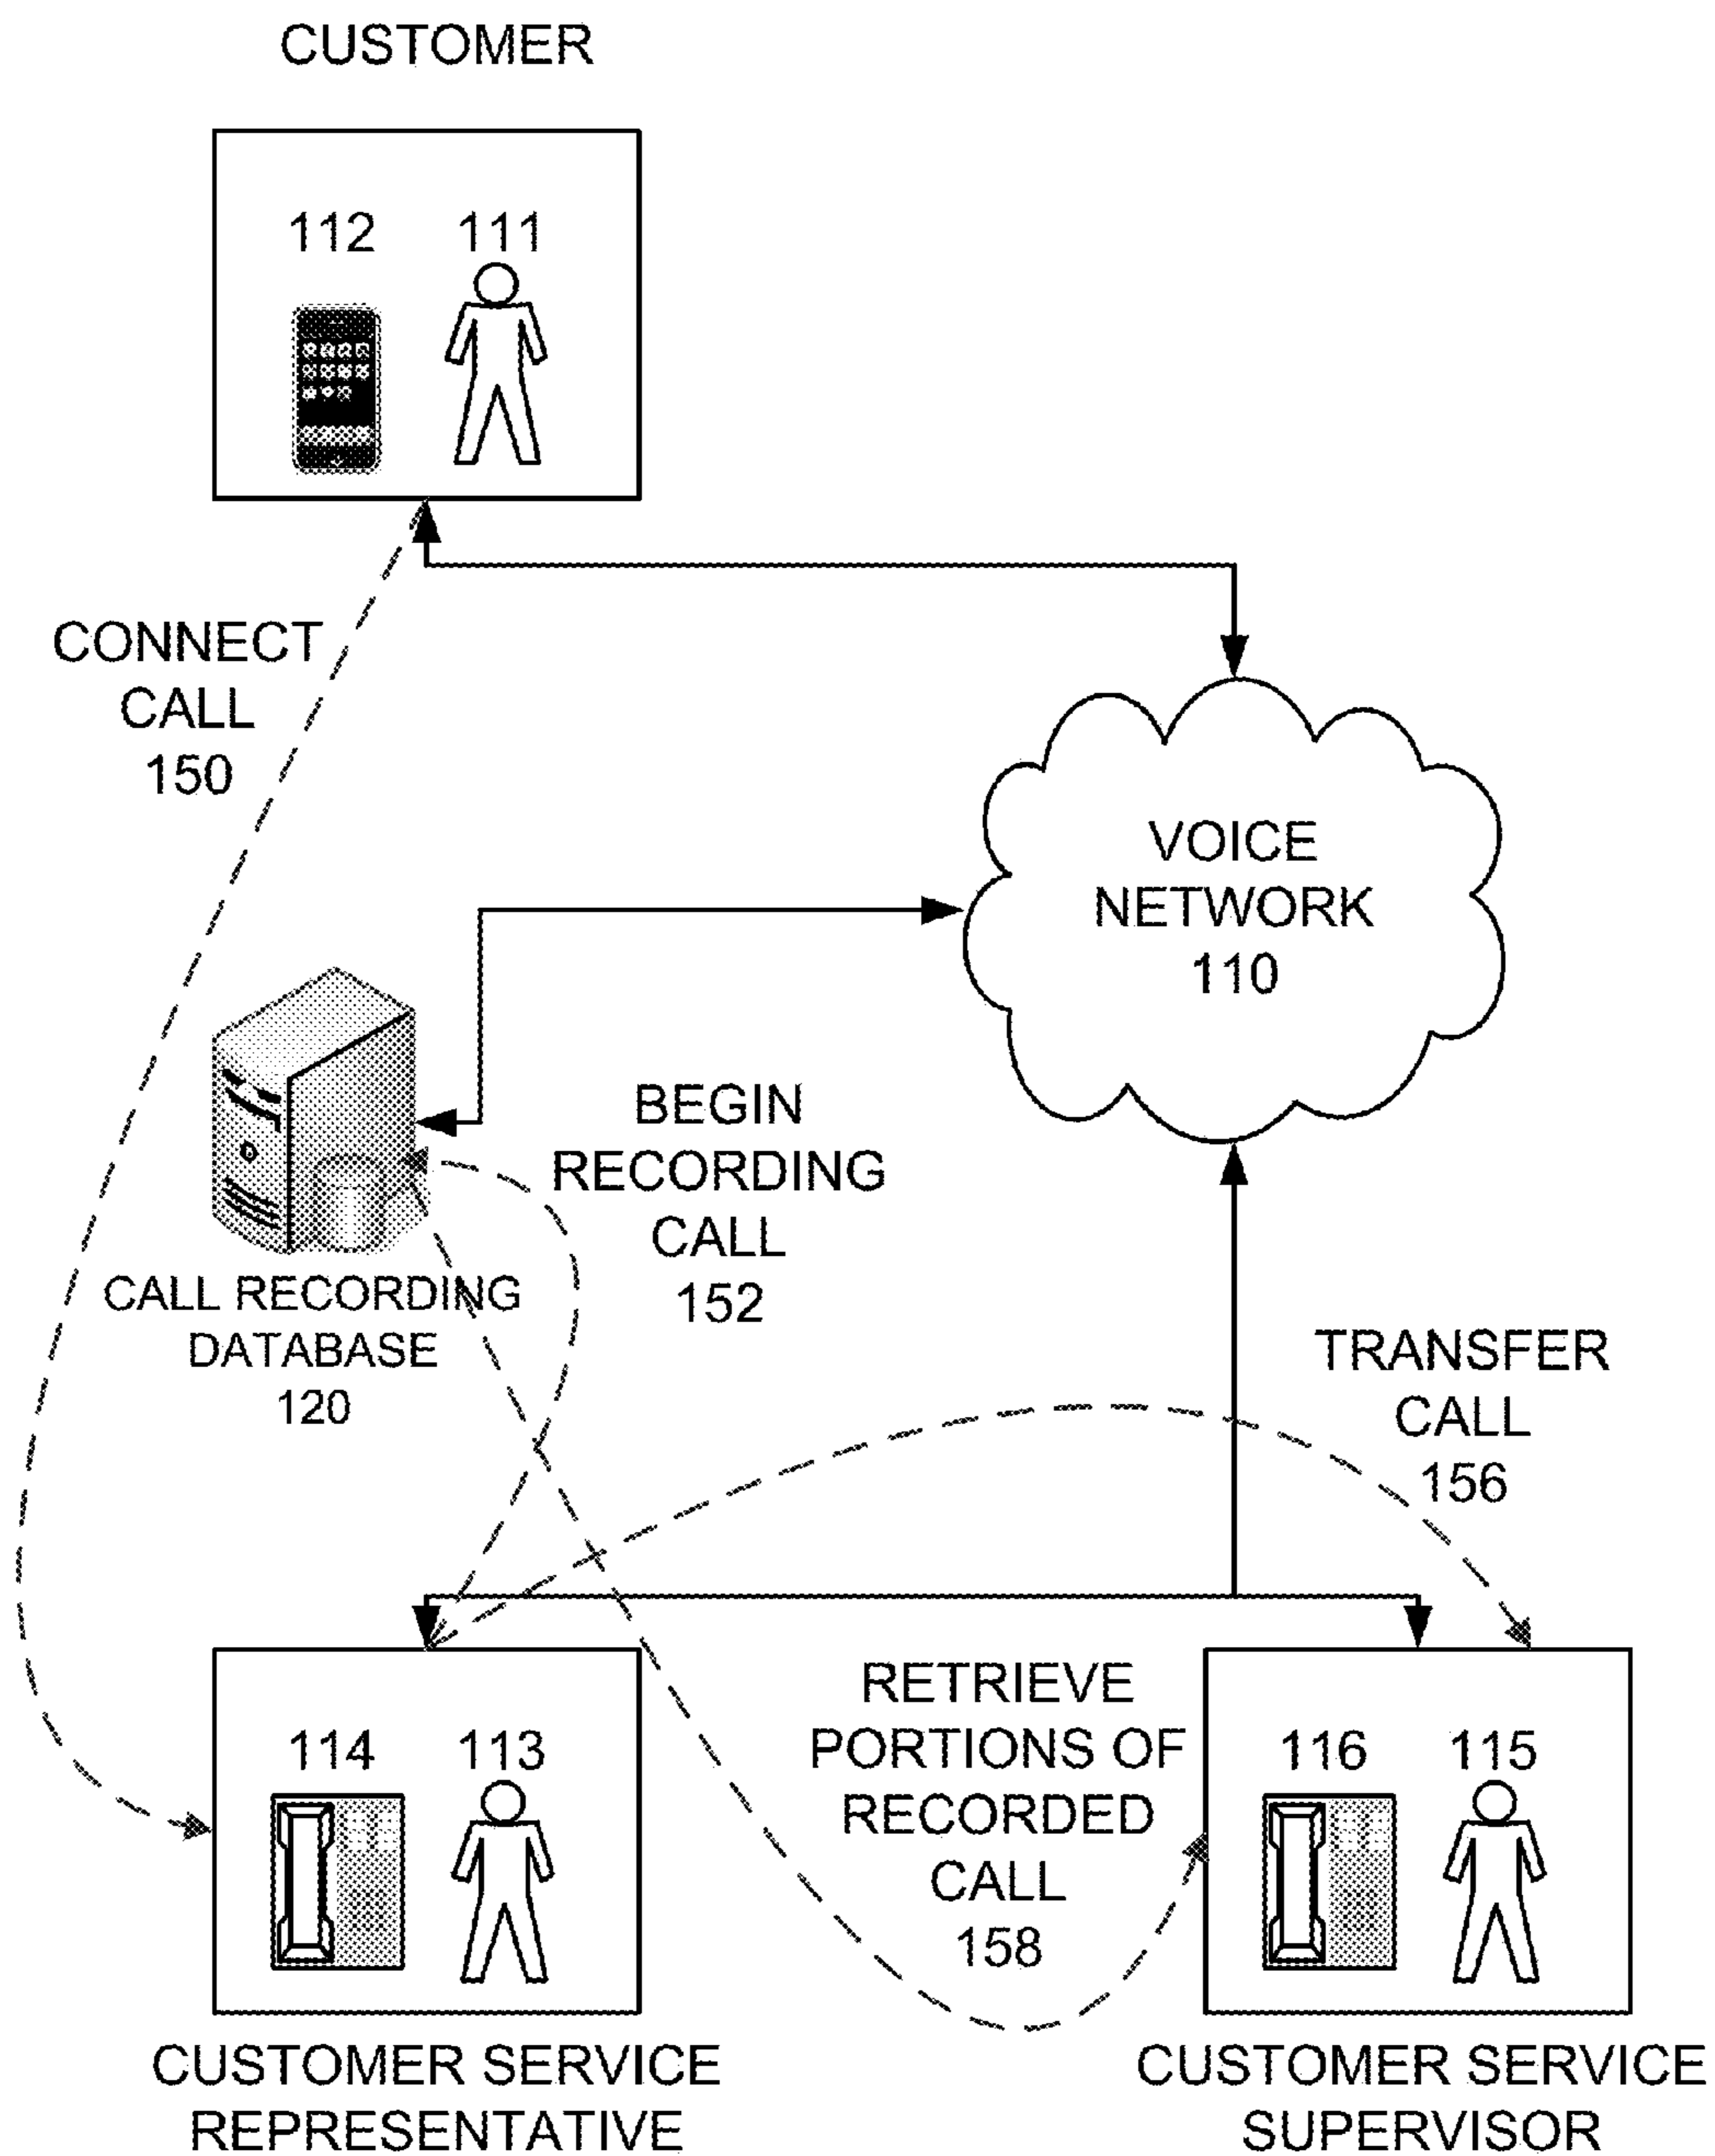 CUSTOMER
112 111
CONNECT
CALL
150
VOICE
NETWORK
110
BEGIN
RECORDING
CALL
152
CALL RECORDING
DATABASE
120
TRANSFER
CALL
156
RETRIEVE
PORTIONS OF
RECORDED
CALL
158
114 113
116 115
CUSTOMER SERVICE
REPRESENTATIVE
CUSTOMER SERVICE
SUPERVISOR